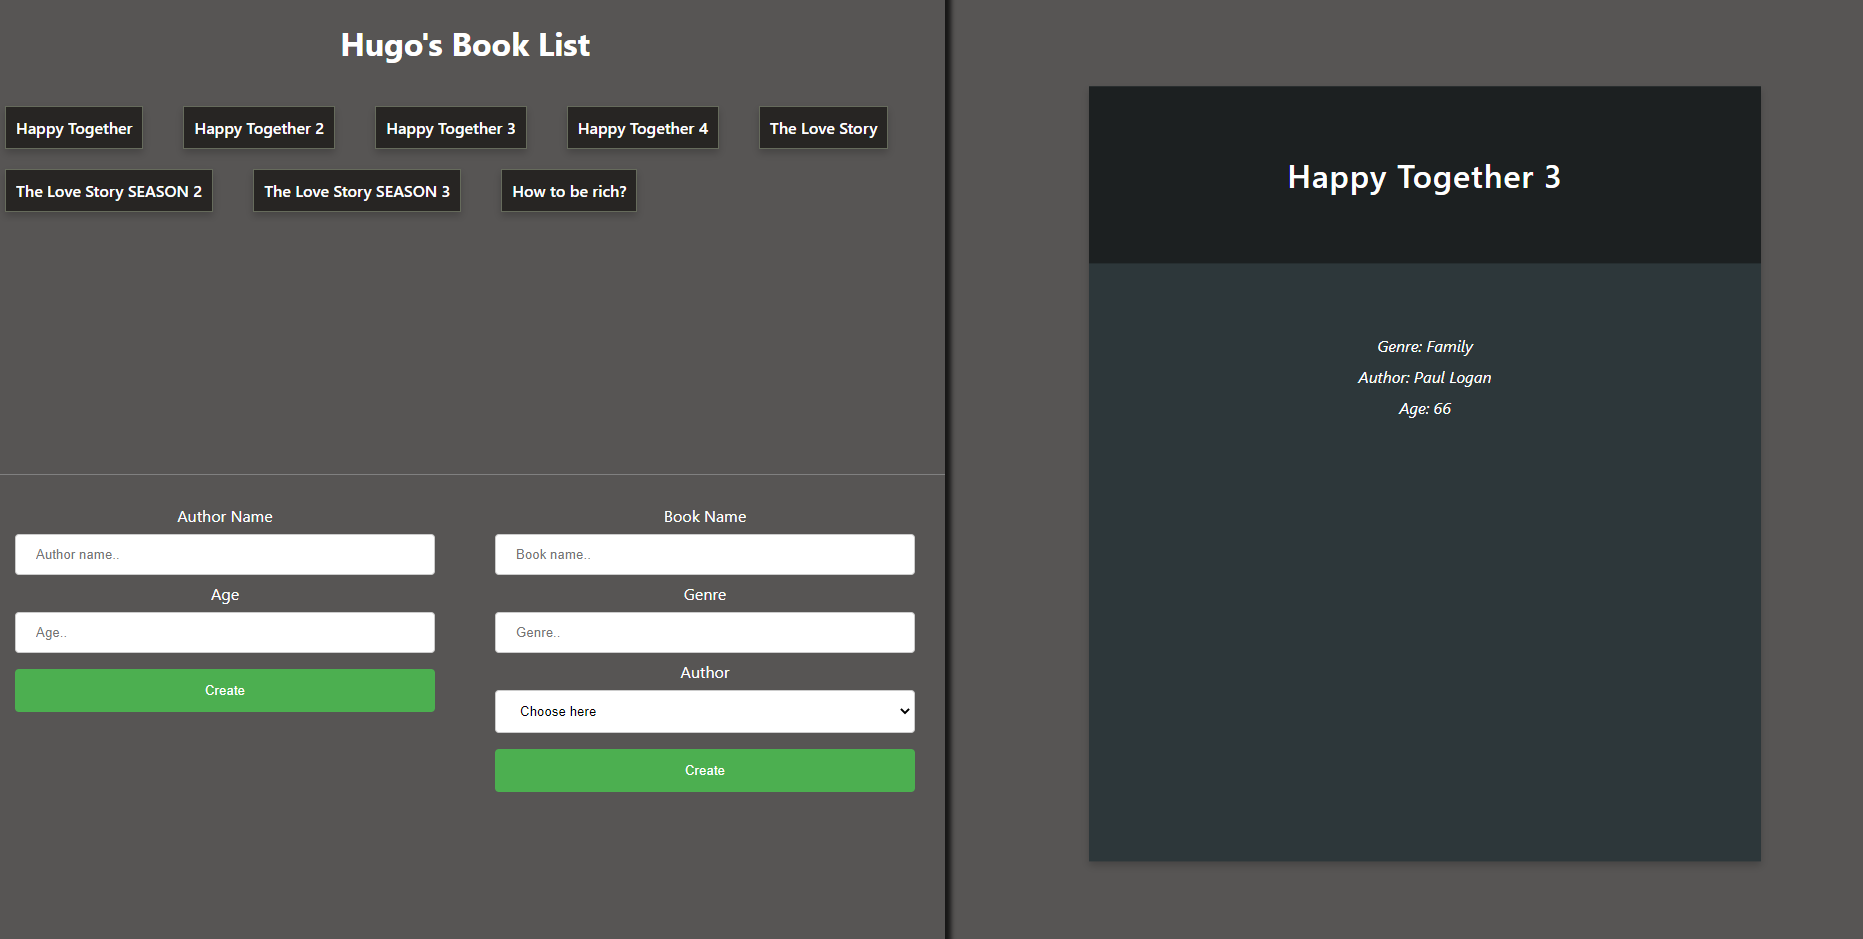 Hugo's Book List
Happy Together
Happy Together 2
Happy Together 3
Happy Together 4
The Love Story
The Love Story SEASON 2
The Love Story SEASON 3
How to be rich?
Author Name
Author name..
Age
Age..
Create
Book Name
Book name..
Genre
Genre..
Author
Choose here
Create
Happy Together 3
Genre: Family
Author: Paul Logan
Age: 66